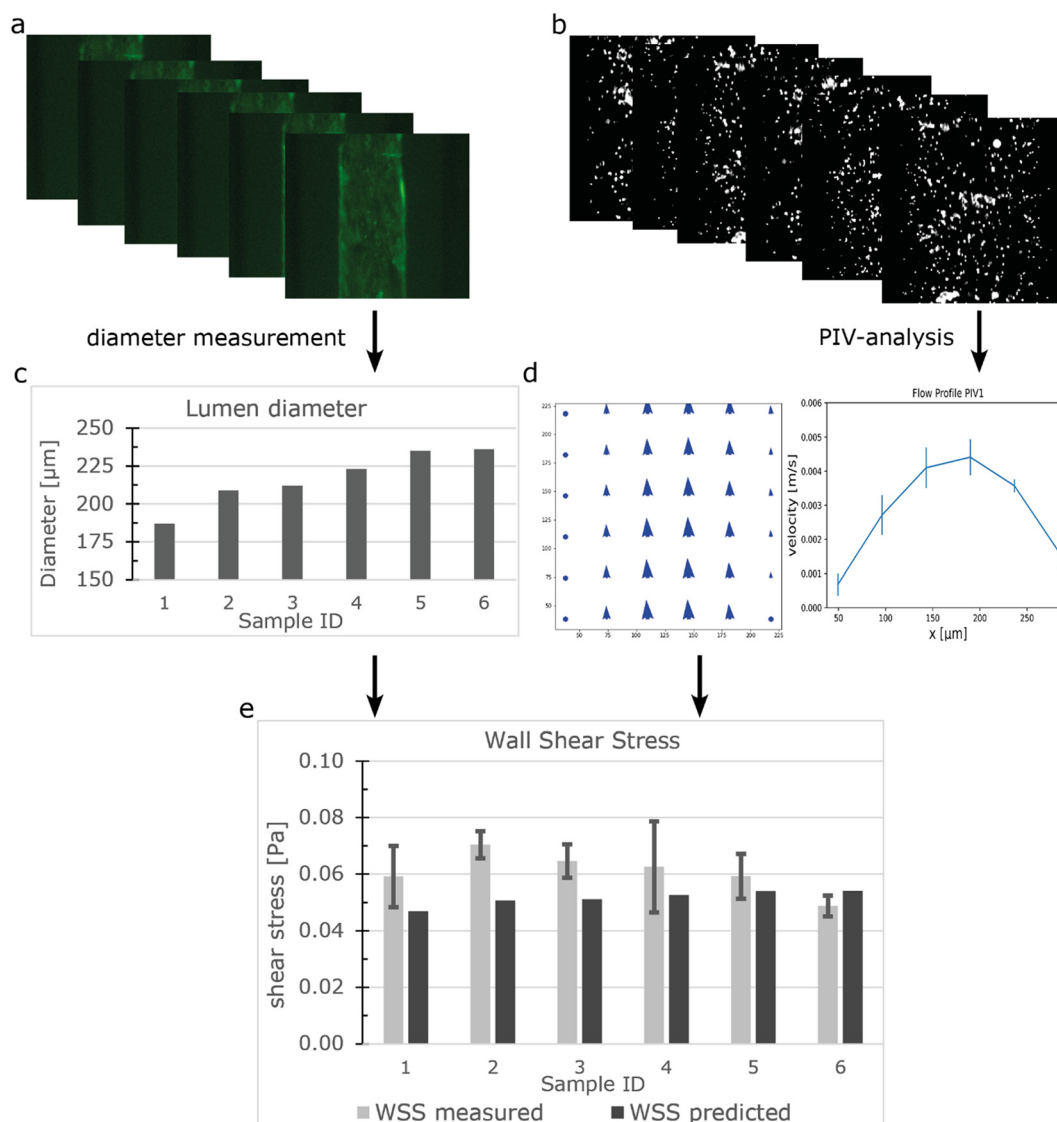 a
b
diameter measurement
PIV-analysis
c
Lumen diameter
Diameter [µm]
250
225
200
175
150
1 2 3 4 5 6
Sample ID
d
225
200
175
150
125
100
75
50
50 75 100 125 150 175 200 225
Flow Profile PIV1
velocity [m/s]
0.006
0.005
0.004
0.003
0.002
0.001
0.000
50 100 150 200 250
x [µm]
e
Wall Shear Stress
shear stress [Pa]
0.10
0.08
0.06
0.04
0.02
0.00
1 2 3 4 5 6
Sample ID
WSS measured WSS predicted